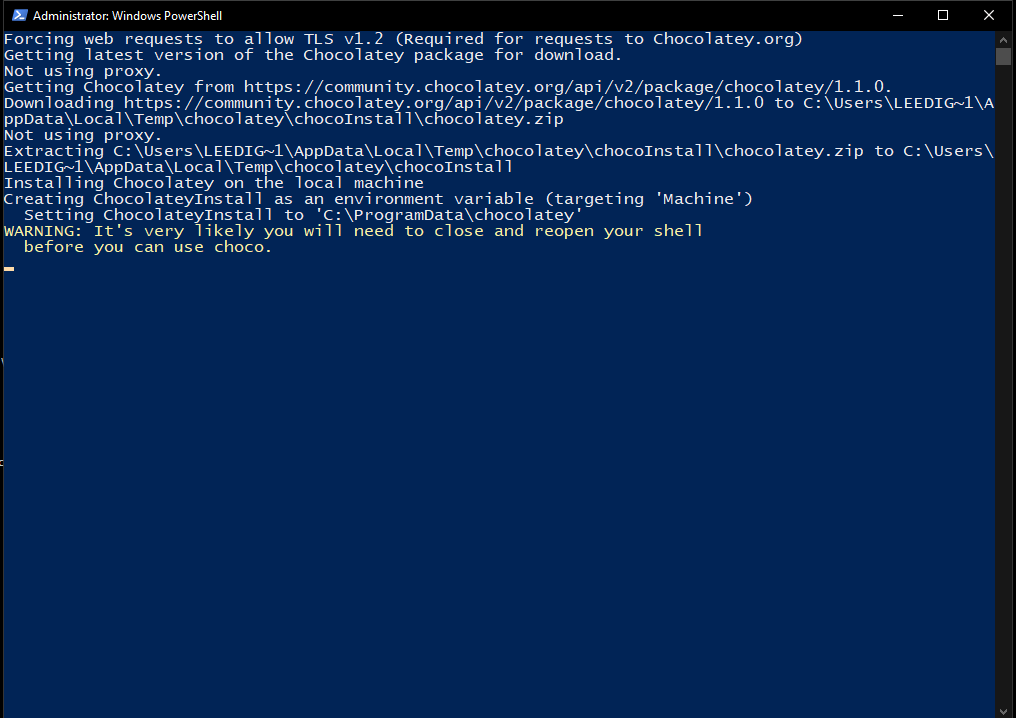 Administrator: Windows PowerShell
Forcing web requests to allow TLS v1.2 (Required for requests to Chocolatey.org)
Getting latest version of the Chocolatey package for download.
Not using proxy.
Getting Chocolatey from https://community.chocolatey.org/api/v2/package/chocolatey/1.1.0.
Downloading https://community.chocolatey.org/api/v2/package/chocolatey/1.1.0 to C:\Users\LEEDIG~1\A
ppData\Local\Temp\chocolatey\chocoInstall\chocolatey.zip
Not using proxy.
Extracting C:\Users\LEEDIG~1\AppData\Local\Temp\chocolatey\chocoInstall\chocolatey.zip to C:\Users\
LEEDIG~1\AppData\Local\Temp\chocolatey\chocoInstall
Installing Chocolatey on the local machine
Creating ChocolateyInstall as an environment variable (targeting 'Machine')
  Setting ChocolateyInstall to 'C:\ProgramData\chocolatey'
WARNING: It's very likely you will need to close and reopen your shell
  before you can use choco.